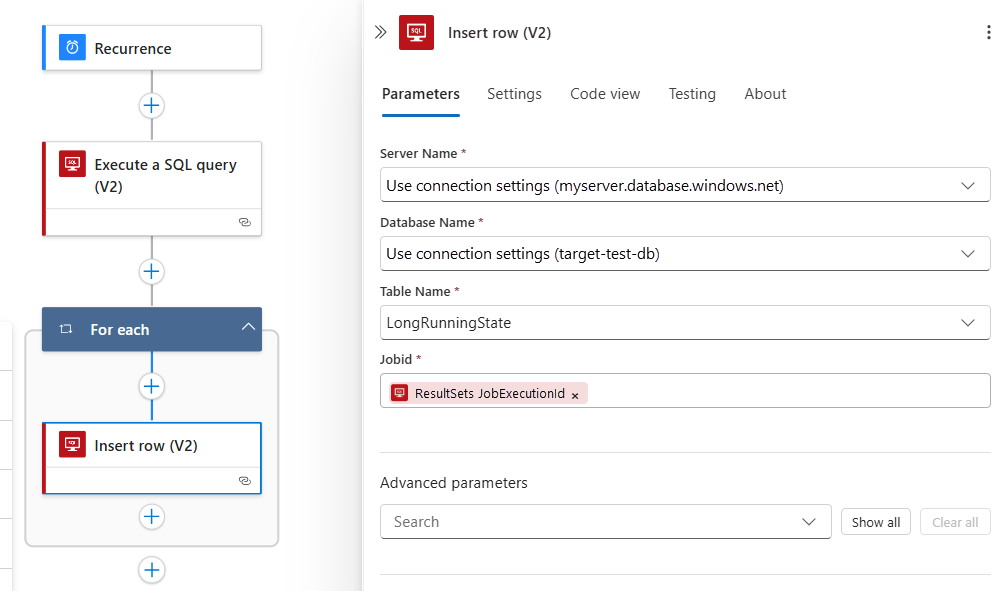 Recurrence
Execute a SQL query
(V2)
For each
Insert row (V2)
Insert row (V2)
Parameters Settings Code view Testing About
Server Name *
Use connection settings (myserver.database.windows.net)
Database Name *
Use connection settings (target-test-db)
Table Name *
LongRunningState
Jobid *
ResultSets JobExecutionId ×
Advanced parameters
Search Show all Clear all